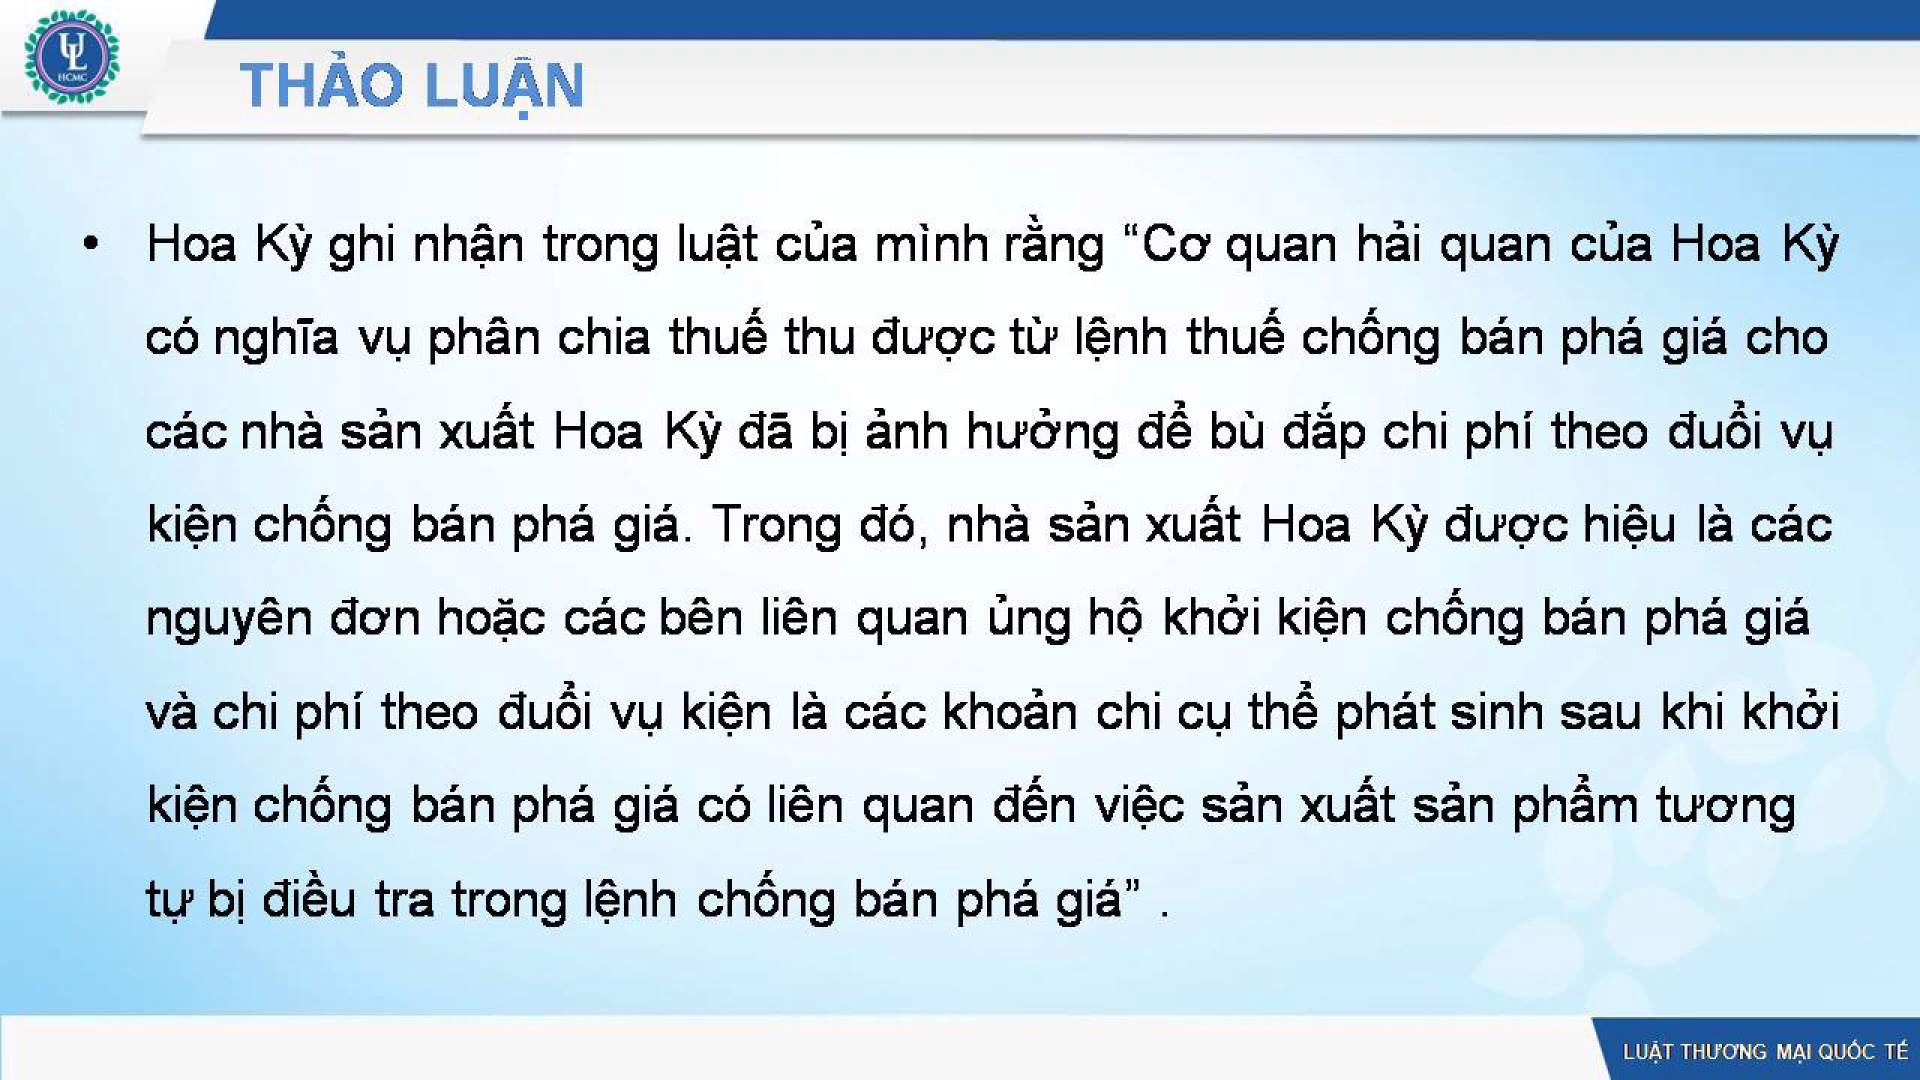 UL
HCMC
THẢO LUẬN
• Hoa Kỳ ghi nhận trong luật của mình rằng “Cơ quan hải quan của Hoa Kỳ
có nghĩa vụ phân chia thuế thu được từ lệnh thuế chống bán phá giá cho
các nhà sản xuất Hoa Kỳ đã bị ảnh hưởng để bù đắp chi phí theo đuổi vụ
kiện chống bán phá giá. Trong đó, nhà sản xuất Hoa Kỳ được hiệu là các
nguyên đơn hoặc các bên liên quan ủng hộ khởi kiện chống bán phá giá
và chi phí theo đuổi vụ kiện là các khoản chi cụ thể phát sinh sau khi khởi
kiện chống bán phá giá có liên quan đến việc sản xuất sản phẩm tương
tự bị điều tra trong lệnh chống bán phá giá” .
LUẬT THƯƠNG MẠI QUỐC TẾ